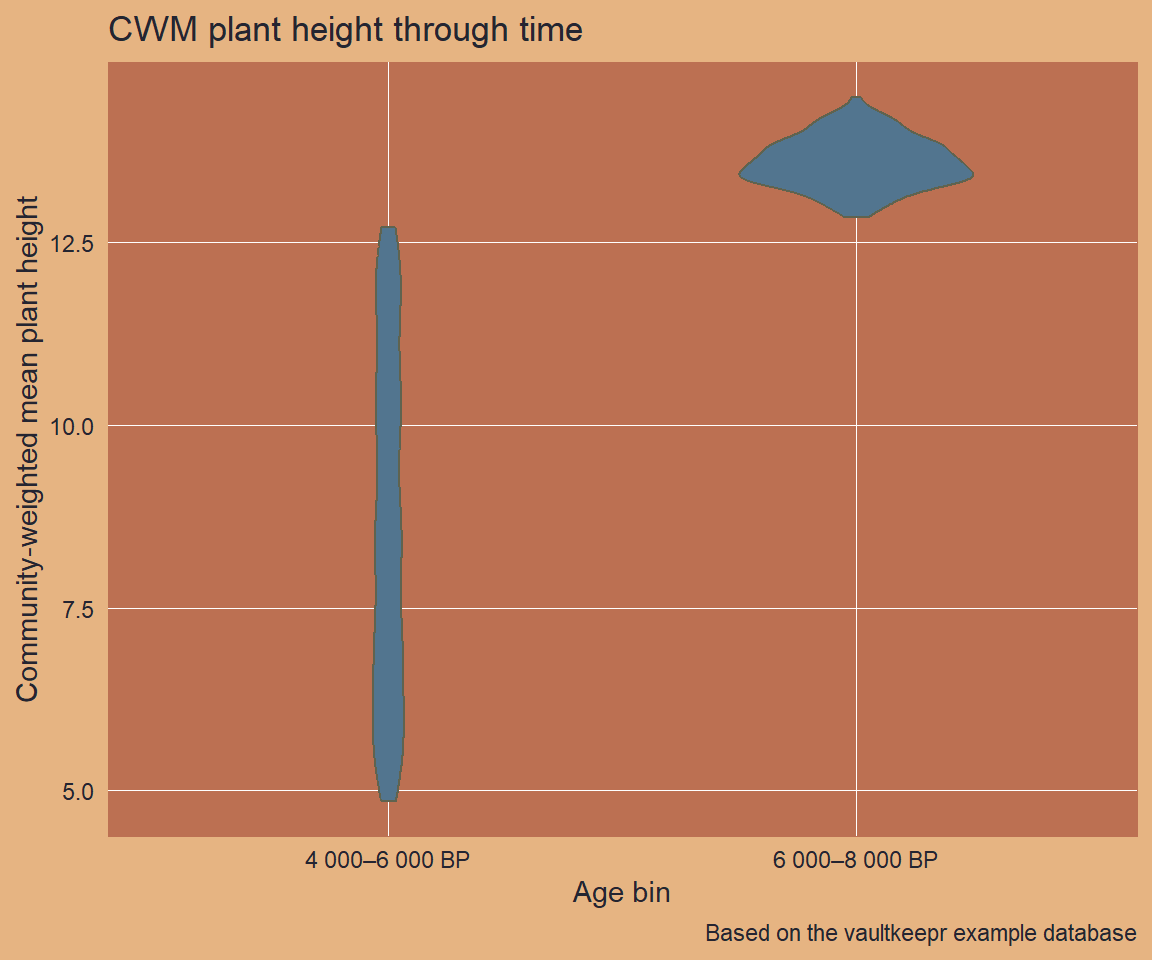 CWM plant height through time
Community-weighted mean plant height
12.5
10.0
7.5
5.0
4 000–6 000 BP
6 000–8 000 BP
Age bin
Based on the vaultkeepr example database